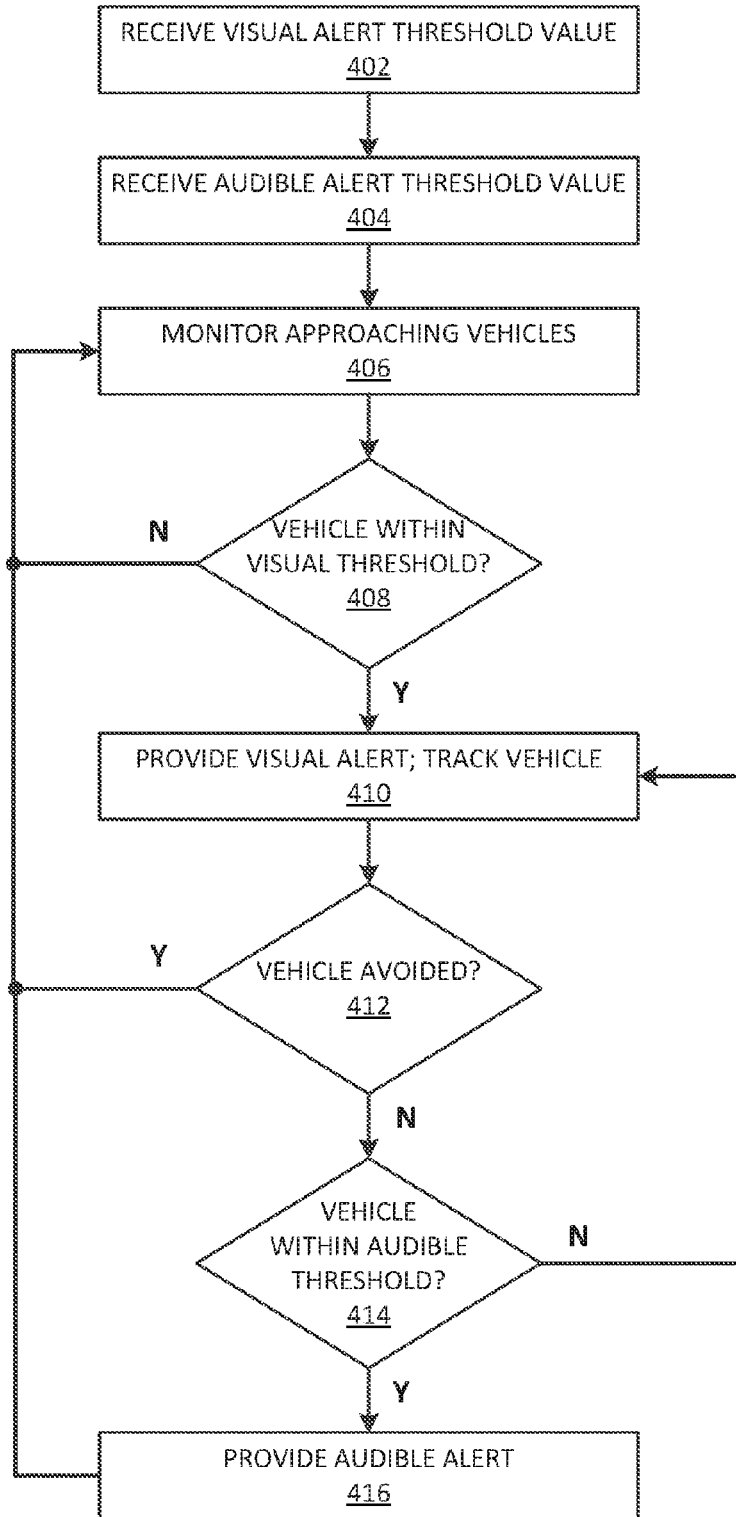 RECEIVE VISUAL ALERT THRESHOLD VALUE
402
RECEIVE AUDIBLE ALERT THRESHOLD VALUE
404
MONITOR APPROACHING VEHICLES
406
N
VEHICLE WITHIN
VISUAL THRESHOLD?
408
Y
PROVIDE VISUAL ALERT; TRACK VEHICLE
410
Y
VEHICLE AVOIDED?
412
N
VEHICLE
WITHIN AUDIBLE
THRESHOLD?
414
N
Y
PROVIDE AUDIBLE ALERT
416